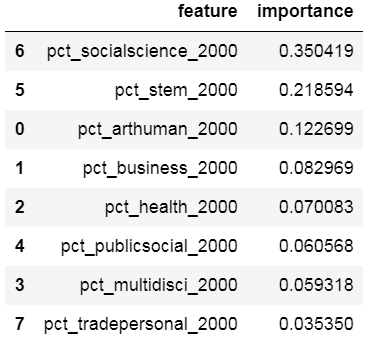 feature importance
6 pct_socialscience_2000 0.350419
5 pct_stem_2000 0.218594
0 pct_arthuman_2000 0.122699
1 pct_business_2000 0.082969
2 pct_health_2000 0.070083
4 pct_publicsocial_2000 0.060568
3 pct_multidisci_2000 0.059318
7 pct_tradepersonal_2000 0.035350